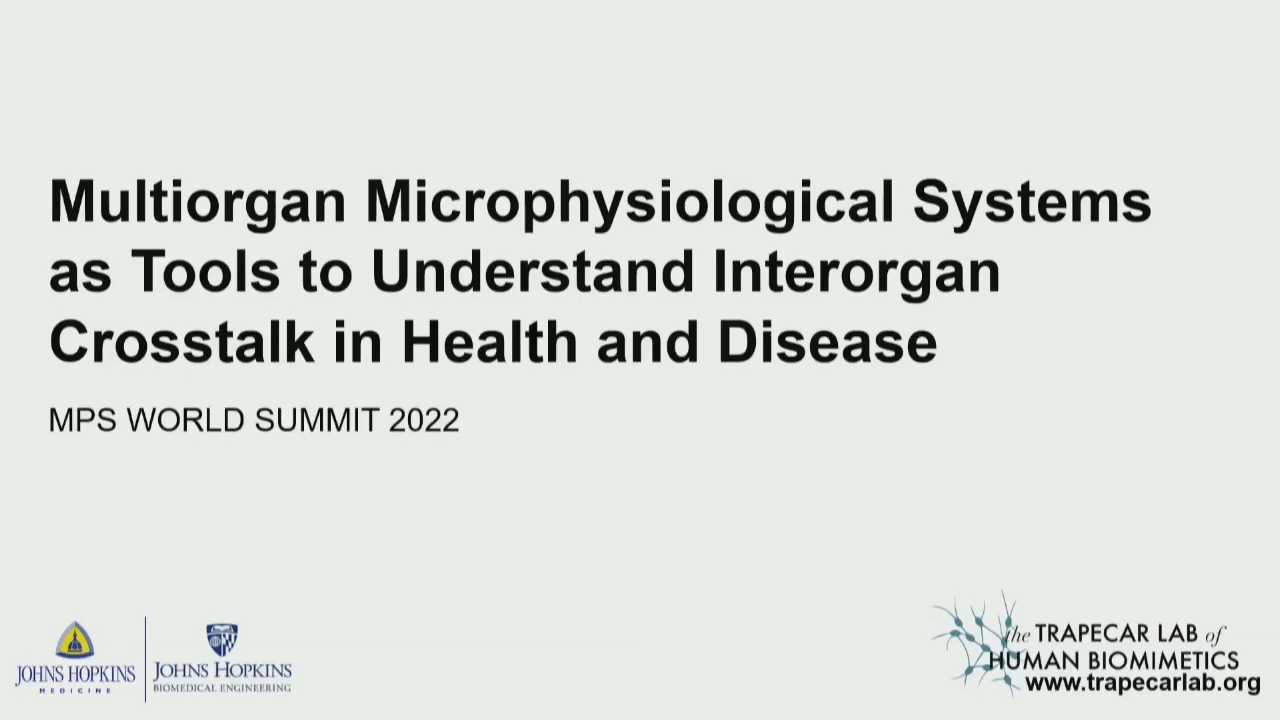 Multiorgan Microphysiological Systems
as Tools to Understand Interorgan
Crosstalk in Health and Disease
MPS WORLD SUMMIT 2022
JOHNS HOPKINS
MEDICINE
JOHNS HOPKINS
BIOMEDICAL ENGINEERING
the TRAPECAR LAB of
HUMAN BIOMIMETICS
www.trapecarlab.org